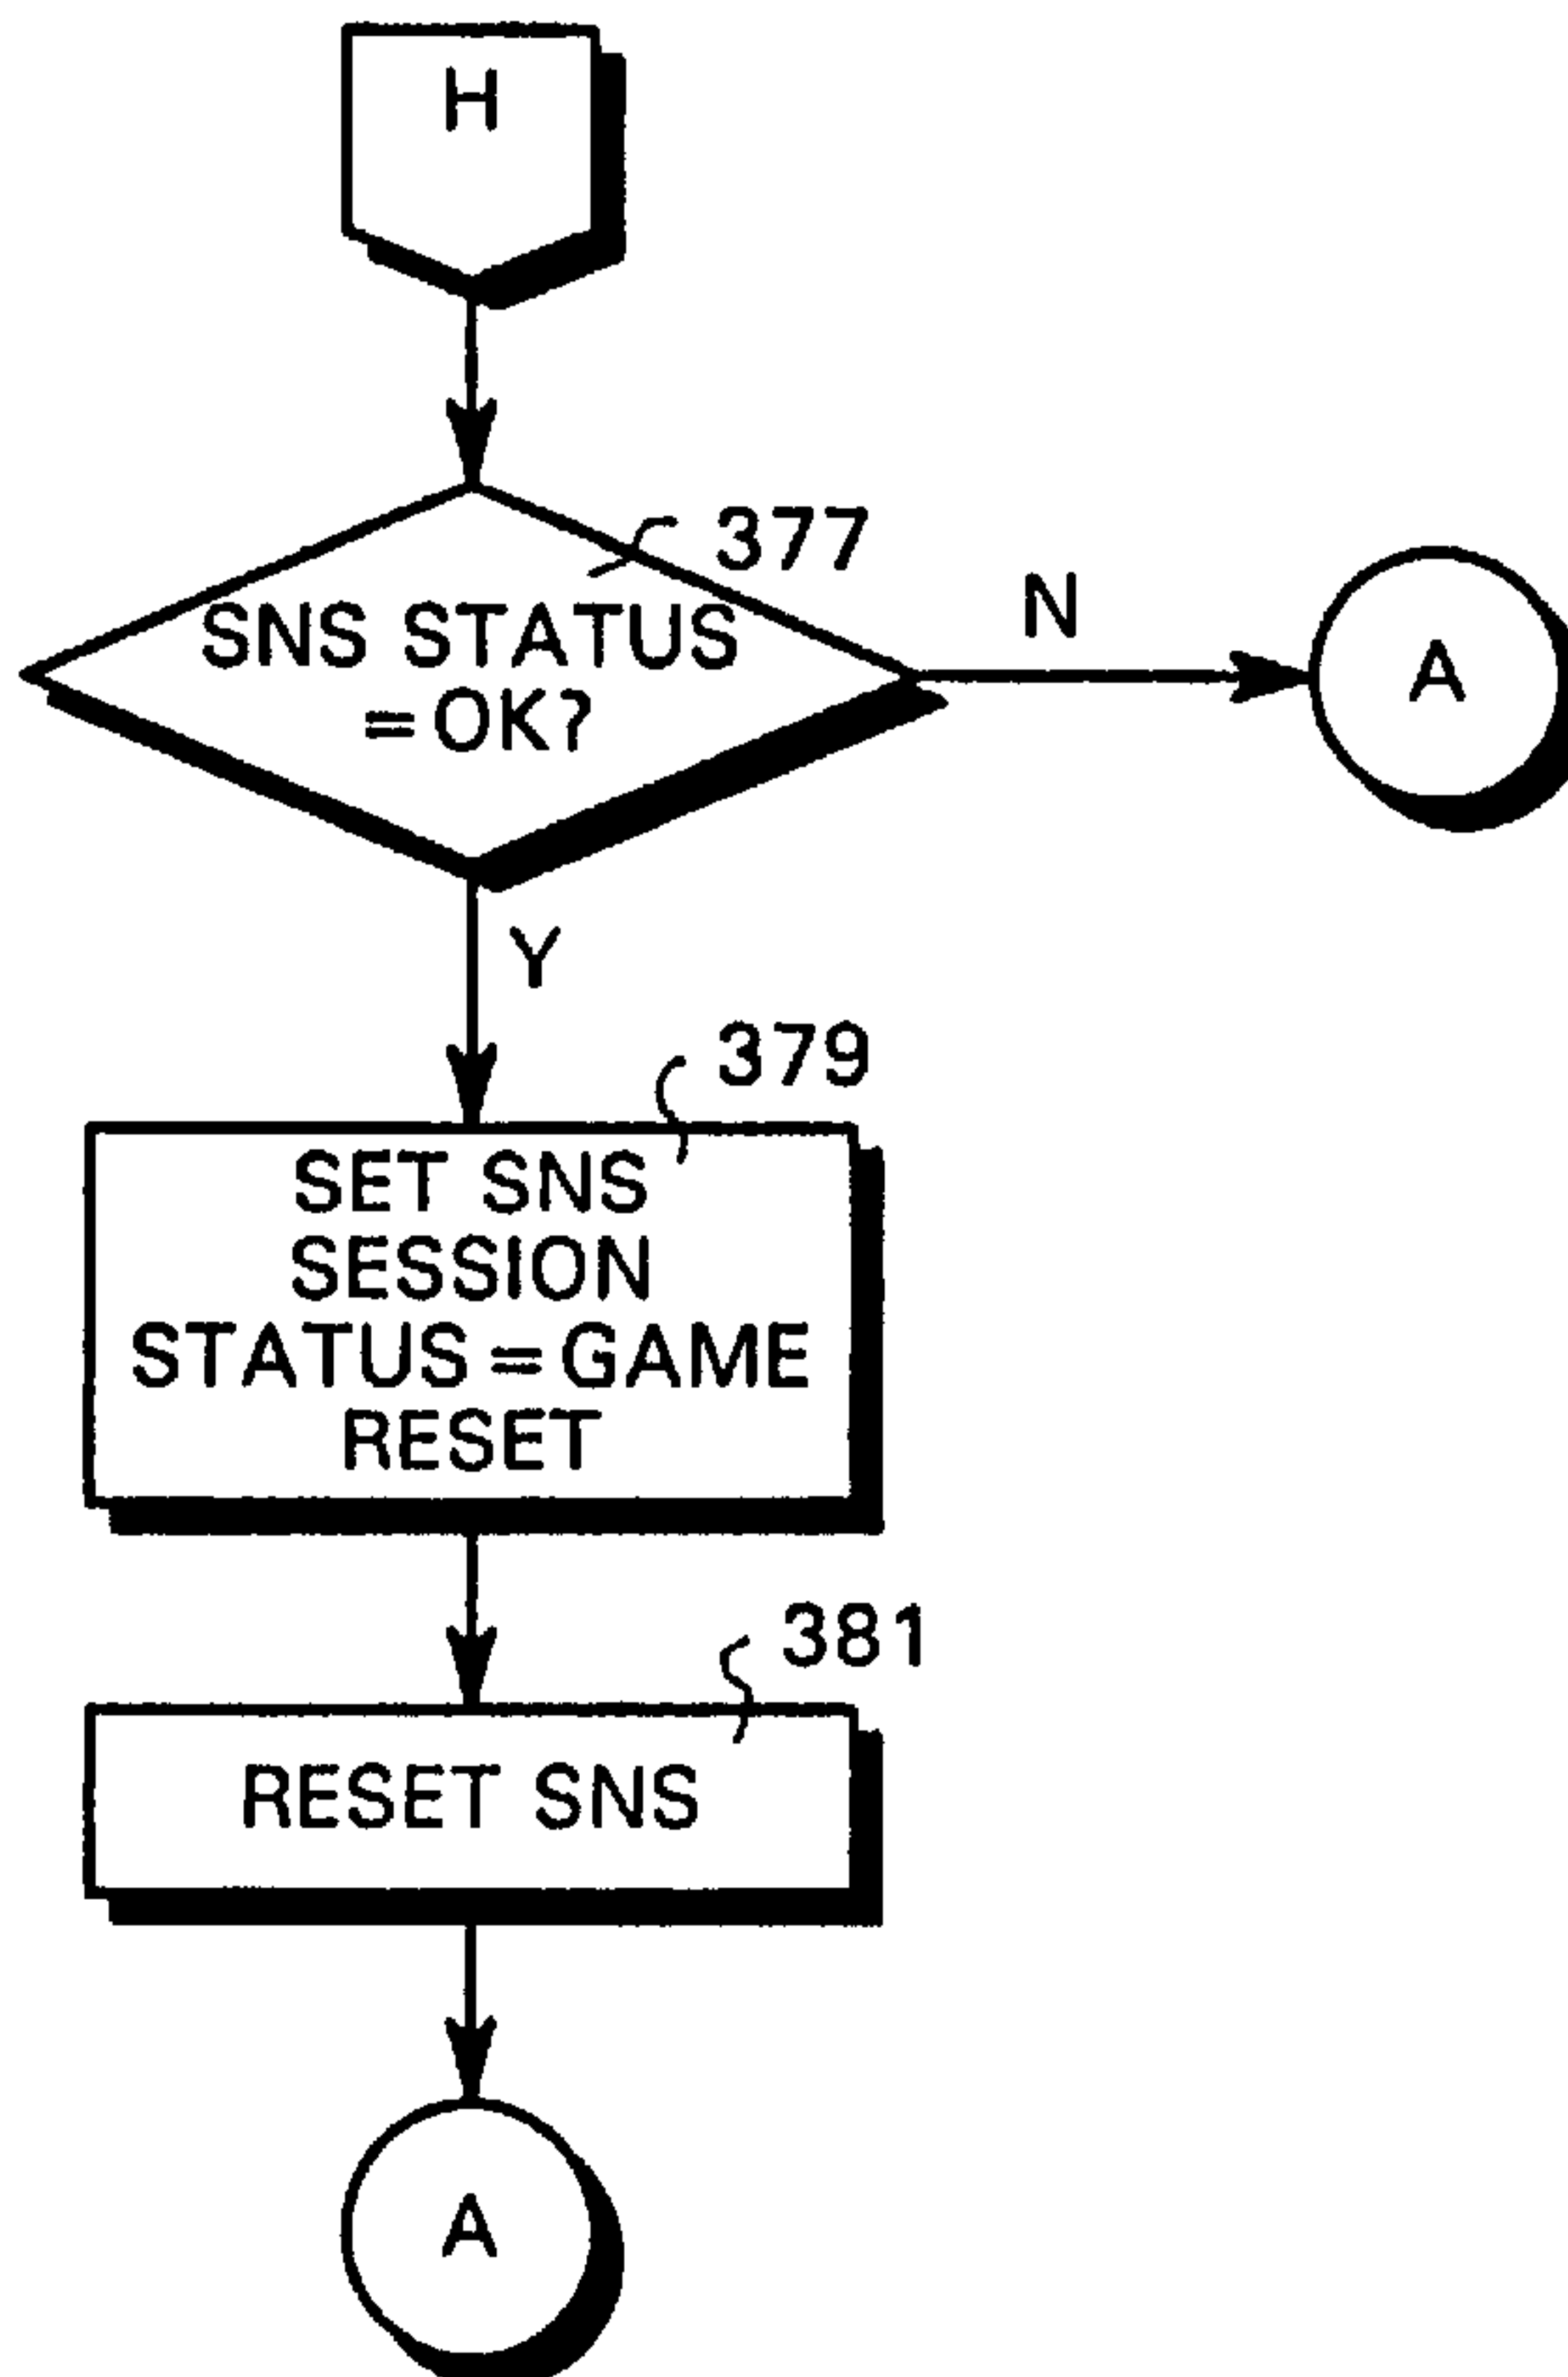 H
377
SNS STATUS
=OK?
N
A
Y
379
SET SNS
SESSION
STATUS=GAME
RESET
381
RESET SNS
A